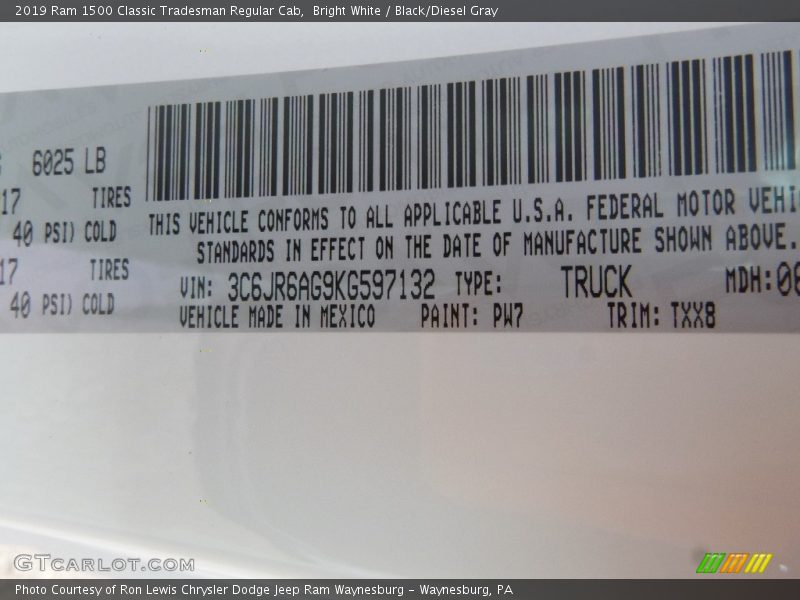 2019 Ram 1500 Classic Tradesman Regular Cab, Bright White / Black/Diesel Gray
6025 LB
17 TIRES
40 PSI) COLD
17 TIRES
40 PSI) COLD
THIS VEHICLE CONFORMS TO ALL APPLICABLE U.S.A. FEDERAL MOTOR VEHI
STANDARDS IN EFFECT ON THE DATE OF MANUFACTURE SHOWN ABOVE.
VIN: 3C6JR6AG9KG597132 TYPE: TRUCK MDH:06
VEHICLE MADE IN MEXICO PAINT: PW7 TRIM: TXX8
GTCARLOT.COM
Photo Courtesy of Ron Lewis Chrysler Dodge Jeep Ram Waynesburg – Waynesburg, PA